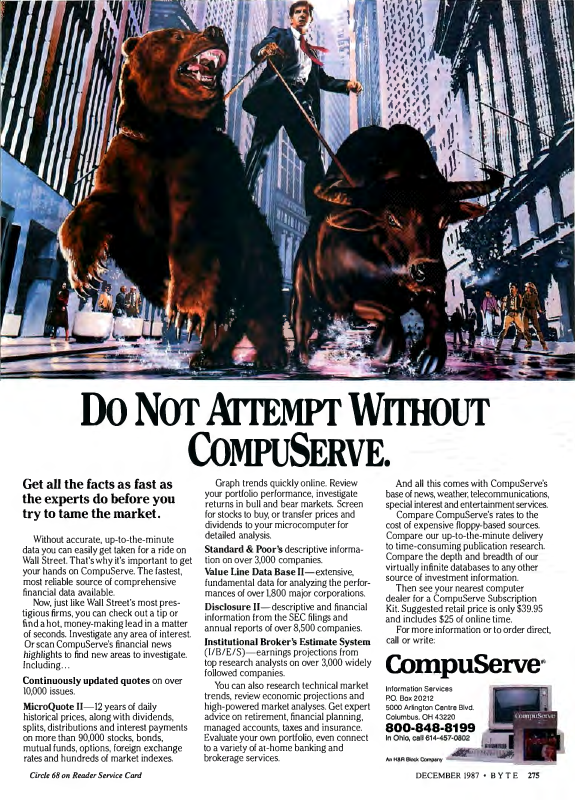 DO NOT ATTEMPT WITHOUT
COMPUSERVE.
Get all the facts as fast as
the experts do before you
try to tame the market.
Without accurate, up-to-the-minute
data you can easily get taken for a ride on
Wall Street. That's why it's important to get
your hands on CompuServe. The fastest,
most reliable source of comprehensive
financial data available.
Now, just like Wall Street's most pres-
tigious firms, you can check out a tip or
find a hot, money-making lead in a matter
of seconds. Investigate any area of interest.
Or scan CompuServe's financial news
highlights to find new areas to investigate.
Including...
Continuously updated quotes on over
10,000 issues.
MicroQuote II—12 years of daily
historical prices, along with dividends,
splits, distributions and interest payments
on more than 90,000 stocks, bonds,
mutual funds, options, foreign exchange
rates and hundreds of market indexes.
Graph trends quickly online. Review
your portfolio performance, investigate
returns in bull and bear markets. Screen
for stocks to buy, or transfer prices and
dividends to your microcomputer for
detailed analysis.
Standard & Poor's descriptive informa-
tion on over 3,000 companies.
Value Line Data Base II—extensive,
fundamental data for analyzing the perfor-
mances of over 1,800 major corporations.
Disclosure II—descriptive and financial
information from the SEC filings and
annual reports of over 8,500 companies.
Institutional Broker's Estimate System
(I/B/E/S)—earnings projections from
top research analysts on over 3,000 widely
followed companies.
You can also research technical market
trends, review economic projections and
high-powered market analyses. Get expert
advice on retirement, financial planning,
managed accounts, taxes and insurance.
Evaluate your own portfolio, even connect
to a variety of at-home banking and
brokerage services.
And all this comes with CompuServe's
base of news, weather, telecommunications,
special interest and entertainment services.
Compare CompuServe's rates to the
cost of expensive floppy-based sources.
Compare our up-to-the-minute delivery
to time-consuming publication research.
Compare the depth and breadth of our
virtually infinite databases to any other
source of investment information.
Then see your nearest computer
dealer for a CompuServe Subscription
Kit. Suggested retail price is only $39.95
and includes $25 of online time.
For more information or to order direct,
call or write:
CompuServe®
Information Services
P.O. Box 20212
5000 Arlington Centre Blvd.
Columbus, OH 43220
800-848-8199
In Ohio, call 614-457-0802
An H&R Block Company
CompuServe
Circle 68 on Reader Service Card
DECEMBER 1987 • BYTE 275